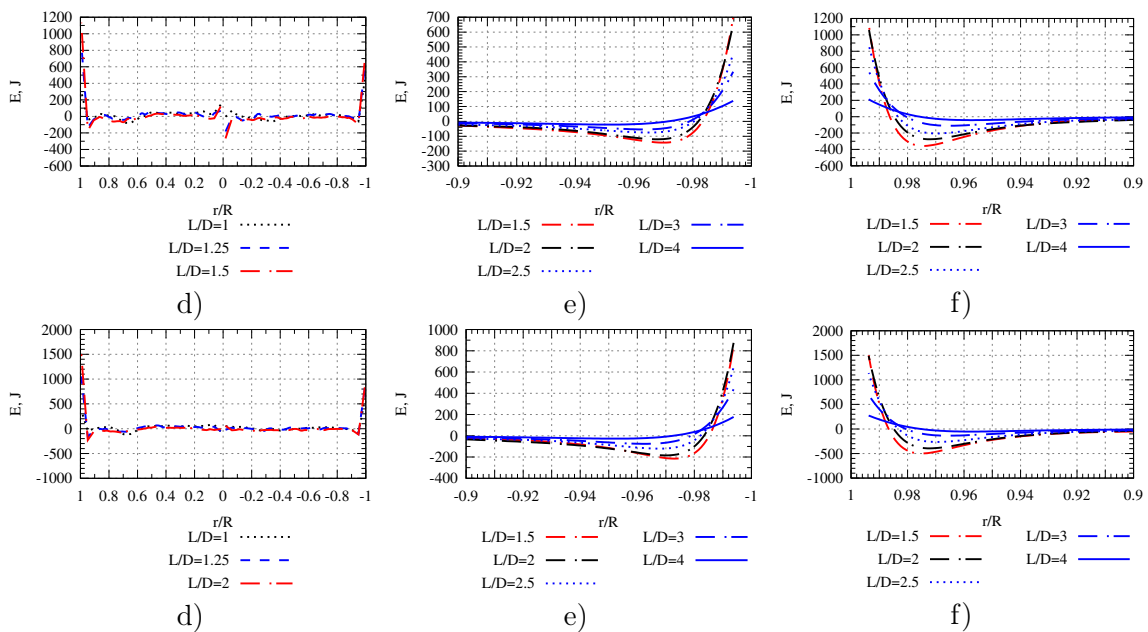 1200
1000
800
600
400
200
0
-200
-400
-600
E, J
1 0.8 0.6 0.4 0.2 0 -0.2 -0.4 -0.6 -0.8 -1
r/R
L/D=1
L/D=1.25
L/D=1.5
d)
700
600
500
400
300
200
100
0
-100
-200
-300
E, J
-0.9 -0.92 -0.94 -0.96 -0.98 -1
r/R
L/D=1.5 L/D=3
L/D=2 L/D=4
L/D=2.5
e)
1200
1000
800
600
400
200
0
-200
-400
-600
E, J
1 0.98 0.96 0.94 0.92 0.9
r/R
L/D=1.5 L/D=3
L/D=2 L/D=4
L/D=2.5
f)
2000
1500
1000
500
0
-500
-1000
E, J
1 0.8 0.6 0.4 0.2 0 -0.2 -0.4 -0.6 -0.8 -1
r/R
L/D=1
L/D=1.25
L/D=2
d)
1000
800
600
400
200
0
-200
-400
E, J
-0.9 -0.92 -0.94 -0.96 -0.98 -1
r/R
L/D=1.5 L/D=3
L/D=2 L/D=4
L/D=2.5
e)
2000
1500
1000
500
0
-500
-1000
E, J
1 0.98 0.96 0.94 0.92 0.9
r/R
L/D=1.5 L/D=3
L/D=2 L/D=4
L/D=2.5
f)